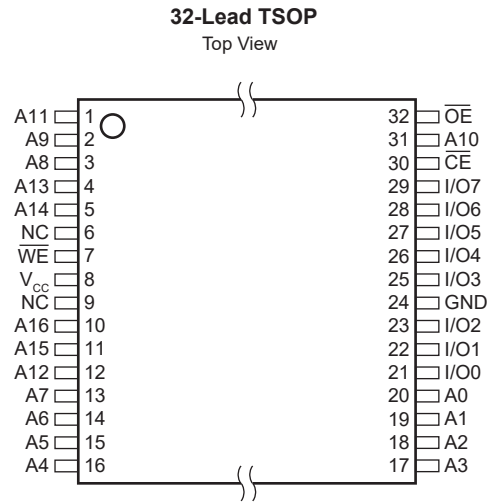 32-Lead TSOP
Top View
A11 1 32 OE
A9 2 31 A10
A8 3 30 CE
A13 4 29 I/O7
A14 5 28 I/O6
NC 6 27 I/O5
WE 7 26 I/O4
VCC 8 25 I/O3
NC 9 24 GND
A16 10 23 I/O2
A15 11 22 I/O1
A12 12 21 I/O0
A7 13 20 A0
A6 14 19 A1
A5 15 18 A2
A4 16 17 A3